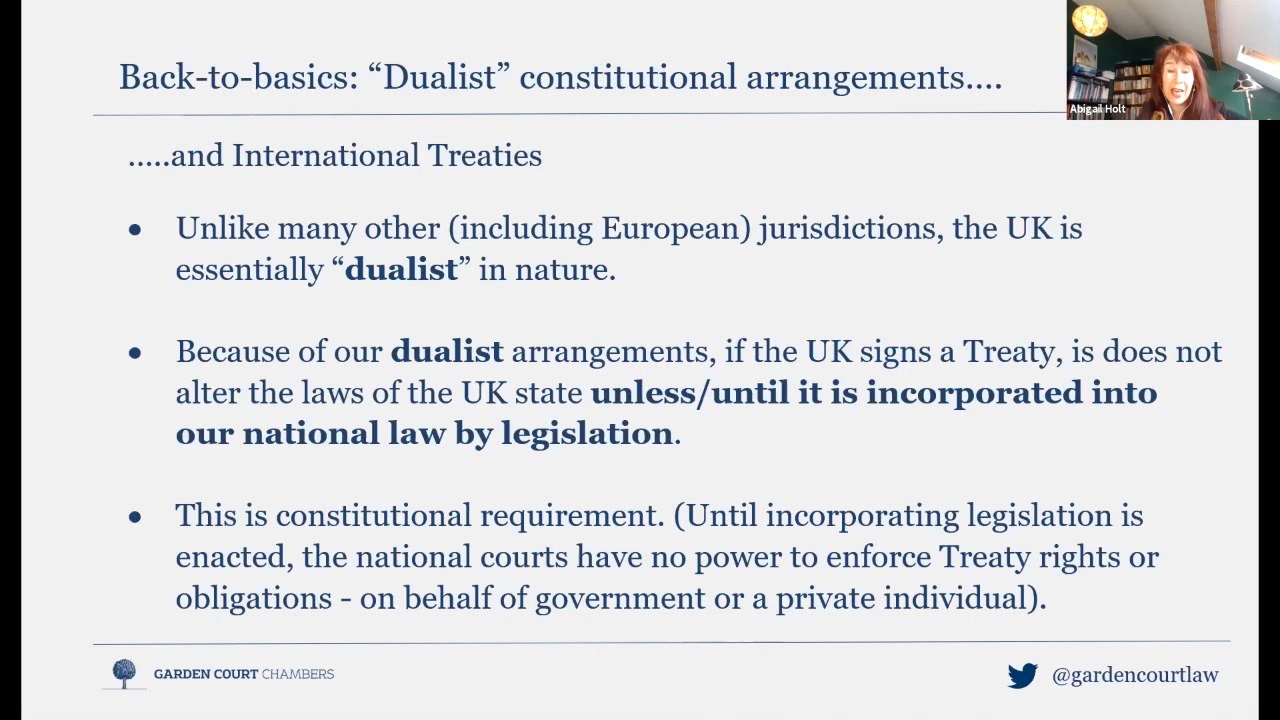 Back-to-basics: “Dualist” constitutional arrangements....
Abigail Holt
.....and International Treaties
• Unlike many other (including European) jurisdictions, the UK is
essentially “dualist” in nature.
• Because of our dualist arrangements, if the UK signs a Treaty, is does not
alter the laws of the UK state unless/until it is incorporated into
our national law by legislation.
• This is constitutional requirement. (Until incorporating legislation is
enacted, the national courts have no power to enforce Treaty rights or
obligations - on behalf of government or a private individual).
GARDEN COURT CHAMBERS
@gardencourtlaw